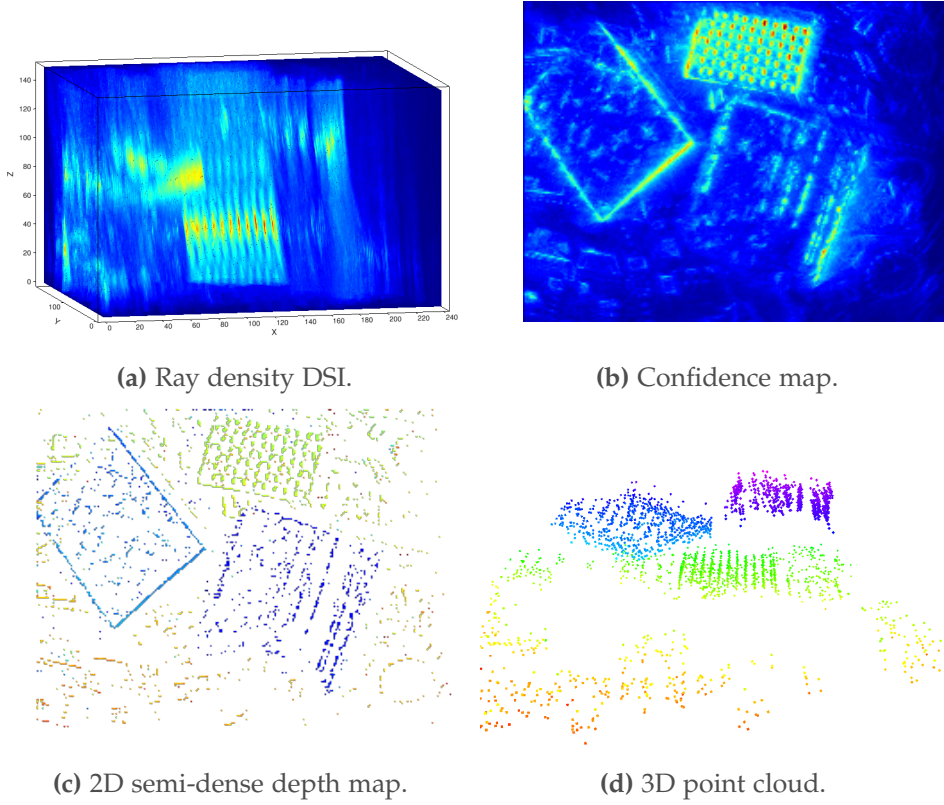 140
120
100
80
60
40
20
0
Z
100
Y
0
0 20 40 60 80 100 120 140 160 180 200 220 240
X
(a) Ray density DSI.
(b) Confidence map.
(c) 2D semi-dense depth map.
(d) 3D point cloud.